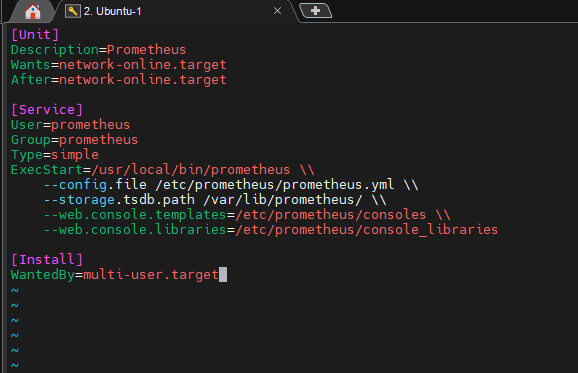 2. Ubuntu-1
[Unit]
Description=Prometheus
Wants=network-online.target
After=network-online.target
[Service]
User=prometheus
Group=prometheus
Type=simple
ExecStart=/usr/local/bin/prometheus \\
    --config.file /etc/prometheus/prometheus.yml \\
    --storage.tsdb.path /var/lib/prometheus/ \\
    --web.console.templates=/etc/prometheus/consoles \\
    --web.console.libraries=/etc/prometheus/console_libraries
[Install]
WantedBy=multi-user.target
~
~
~
~
~
~